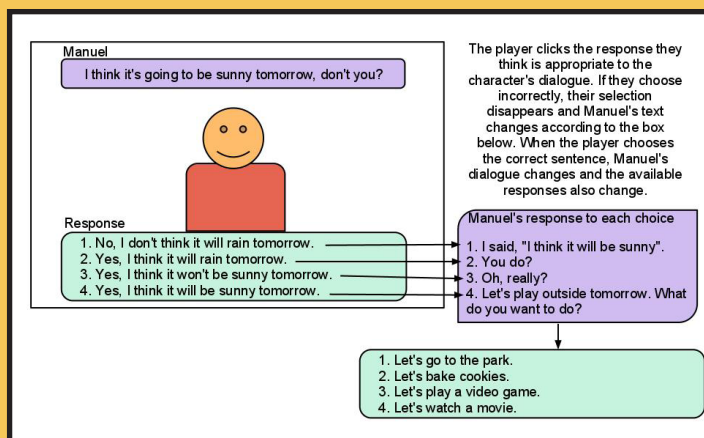 Manuel
I think it's going to be sunny tomorrow, don't you?
Response
1. No, I don't think it will rain tomorrow.
2. Yes, I think it will rain tomorrow.
3. Yes, I think it won't be sunny tomorrow.
4. Yes, I think it will be sunny tomorrow.
The player clicks the response they
think is appropriate to the
character's dialogue. If they choose
incorrectly, their selection
disappears and Manuel's text
changes according to the box
below. When the player chooses
the correct sentence, Manuel's
dialogue changes and the available
responses also change.
Manuel's response to each choice
1. I said, "I think it will be sunny".
2. You do?
3. Oh, really?
4. Let's play outside tomorrow. What
do you want to do?
1. Let's go to the park.
2. Let's bake cookies.
3. Let's play a video game.
4. Let's watch a movie.